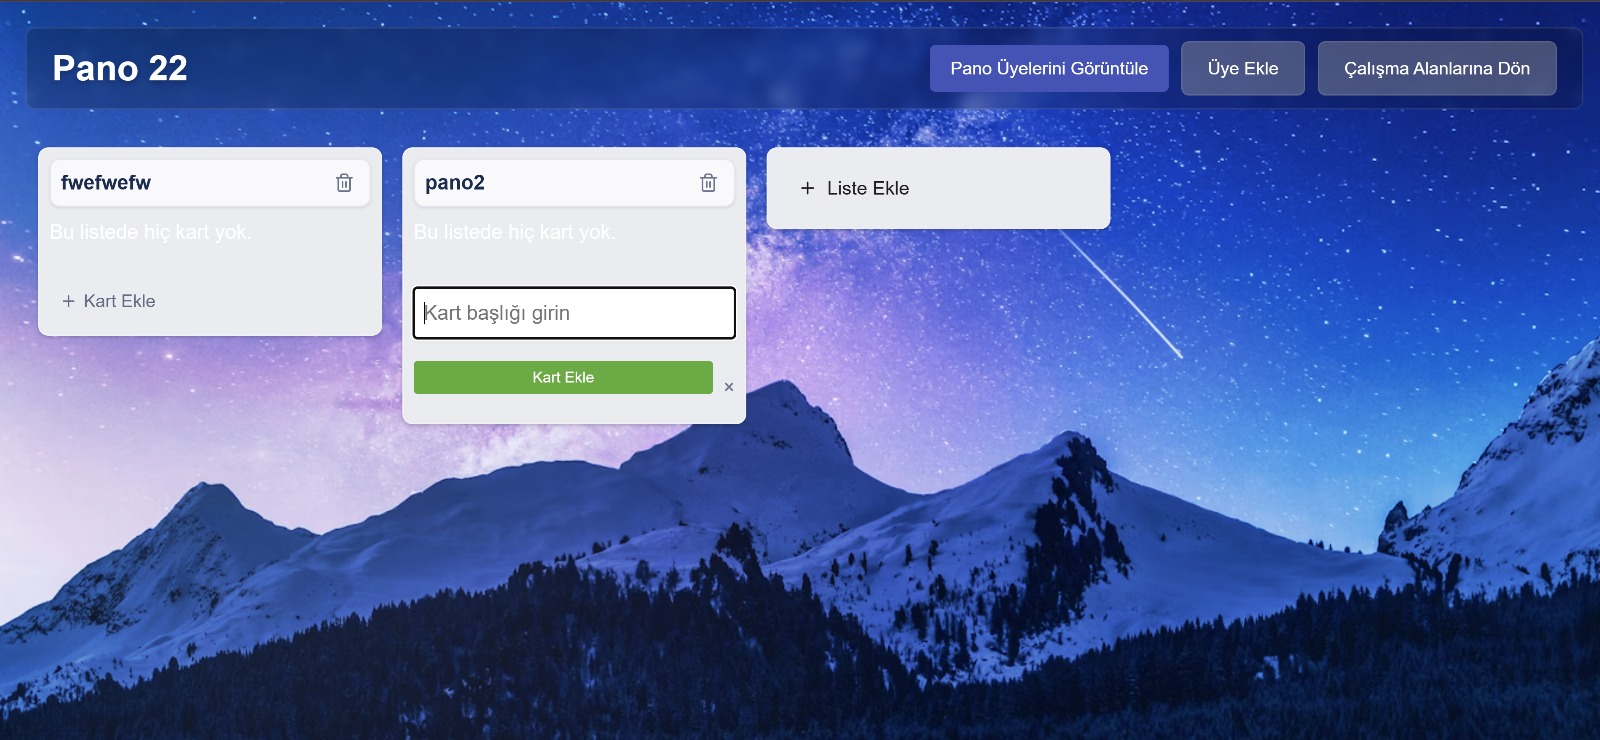 Pano 22
Pano Üyelerini Görüntüle
Üye Ekle
Çalışma Alanlarına Dön
fwefwefw
Bu listede hiç kart yok.
+ Kart Ekle
pano2
Bu listede hiç kart yok.
Kart başlığı girin
Kart Ekle
×
+ Liste Ekle